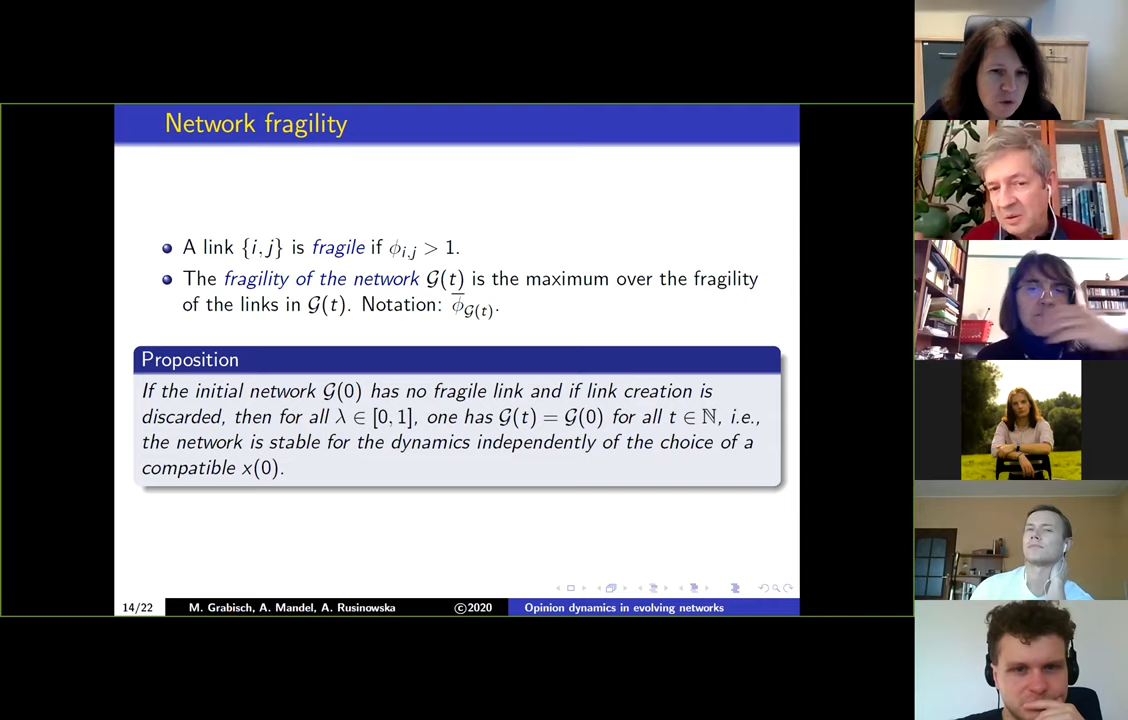 Network fragility
A link {i,j} is fragile if ϕ_{i,j} > 1.
The fragility of the network 𝒢(t) is the maximum over the fragility
of the links in 𝒢(t). Notation: ϕ̅_{𝒢(t)}.
Proposition
If the initial network 𝒢(0) has no fragile link and if link creation is
discarded, then for all λ ∈ [0,1], one has 𝒢(t) = 𝒢(0) for all t ∈ ℕ, i.e.,
the network is stable for the dynamics independently of the choice of a
compatible x(0).
14/22 M. Grabisch, A. Mandel, A. Rusinowska ©2020 Opinion dynamics in evolving networks